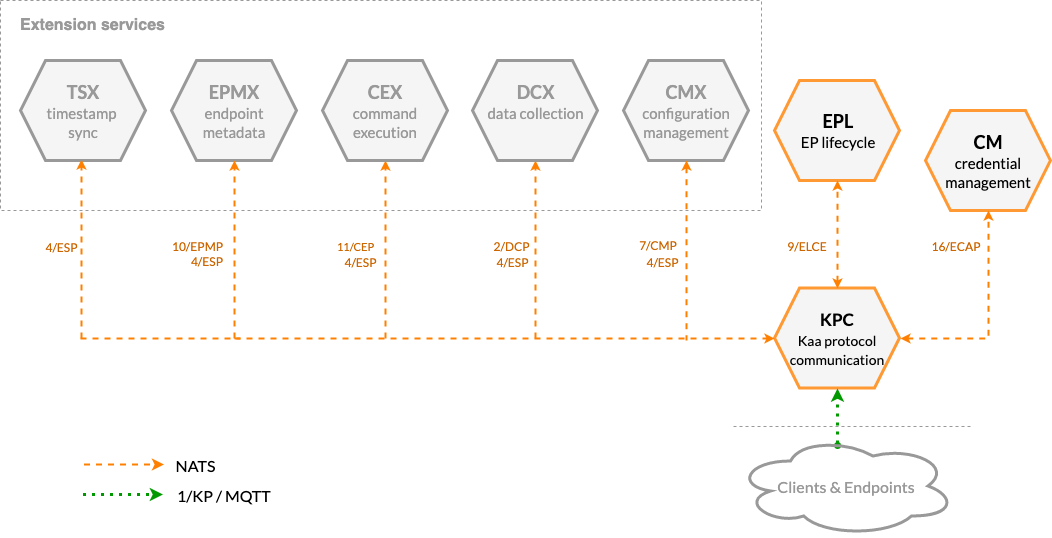 Extension services
TSX
timestamp
sync
EPMX
endpoint
metadata
CEX
command
execution
DCX
data collection
CMX
configuration
management
EPL
EP lifecycle
CM
credential
management
4/ESP
10/EPMP
4/ESP
11/CEP
4/ESP
2/DCP
4/ESP
7/CMP
4/ESP
9/ELCE
16/ECAP
KPC
Kaa protocol
communication
NATS
1/KP / MQTT
Clients & Endpoints